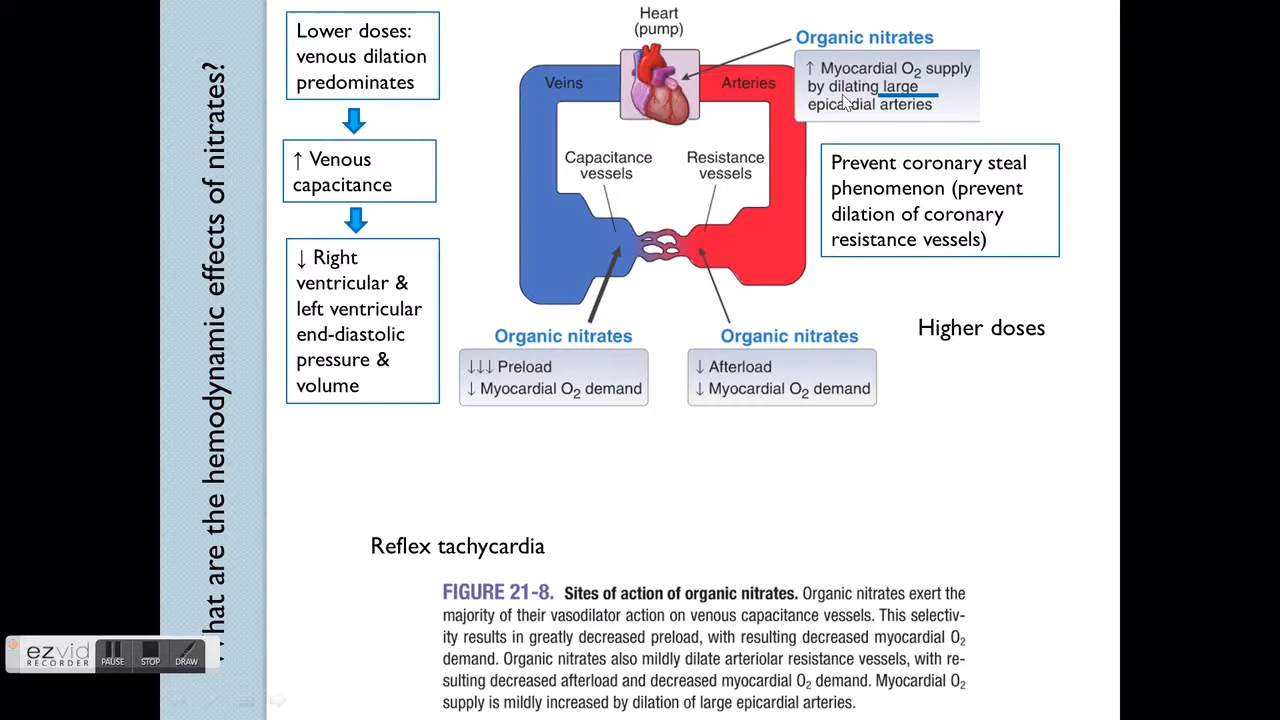 What are the hemodynamic effects of nitrates?
Lower doses:
venous dilation
predominates
↑ Venous
capacitance
↓ Right
ventricular &
left ventricular
end-diastolic
pressure &
volume
Heart
(pump)
Veins
Arteries
Capacitance
vessels
Resistance
vessels
Organic nitrates
↑ Myocardial O₂ supply
by dilating large
epicardial arteries
Prevent coronary steal
phenomenon (prevent
dilation of coronary
resistance vessels)
Higher doses
Organic nitrates
↓↓↓ Preload
↓ Myocardial O₂ demand
Organic nitrates
↓ Afterload
↓ Myocardial O₂ demand
Reflex tachycardia
FIGURE 21-8. Sites of action of organic nitrates. Organic nitrates exert the
majority of their vasodilator action on venous capacitance vessels. This selectiv-
ity results in greatly decreased preload, with resulting decreased myocardial O₂
demand. Organic nitrates also mildly dilate arteriolar resistance vessels, with re-
sulting decreased afterload and decreased myocardial O₂ demand. Myocardial O₂
supply is mildly increased by dilation of large epicardial arteries.
ezvid
RECORDER
PAUSE
STOP
DRAW